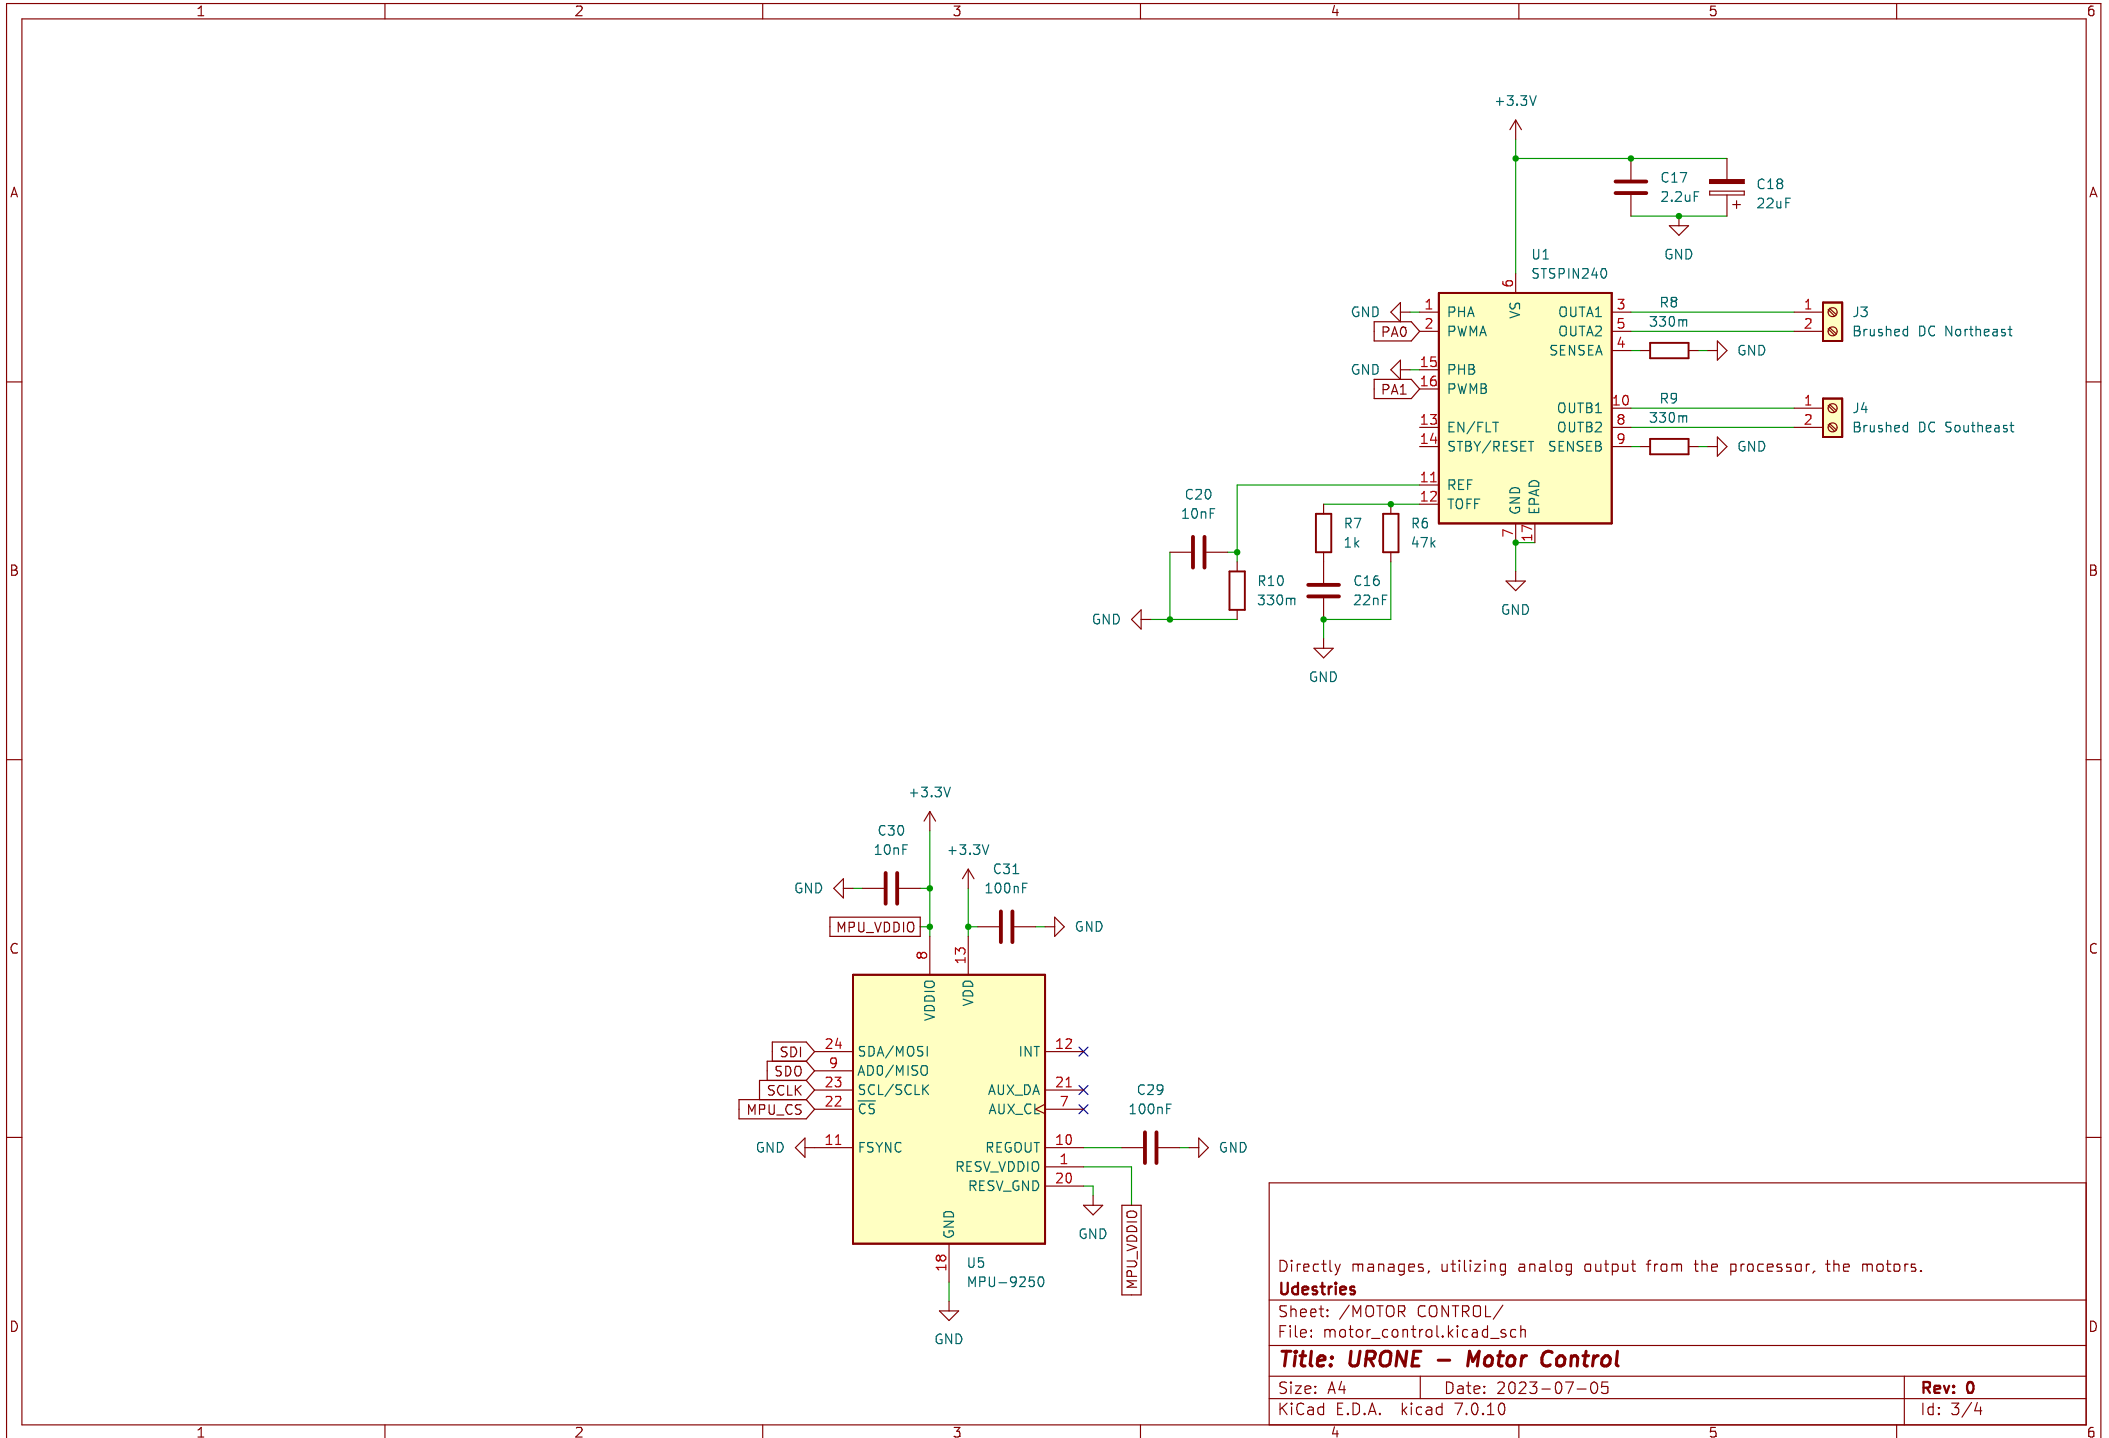 1 2 3 4 5 6
A
A
B
B
C
C
D
D
+3.3V
C17
2.2uF
C18
22uF
+
GND
U1
STSPIN240
6
VS
GND
1
PHA
PA0
2
PWMA
GND
15
PHB
PA1
16
PWMB
13
EN/FLT
14
STBY/RESET
11
REF
12
TOFF
OUTA1
3
OUTA2
5
SENSEA
4
OUTB1
10
OUTB2
8
SENSEB
9
GND
7
EPAD
17
GND
R8
330m
GND
1
2
J3
Brushed DC Northeast
R9
330m
GND
1
2
J4
Brushed DC Southeast
C20
10nF
R10
330m
GND
R7
1k
R6
47k
C16
22nF
GND
+3.3V
C30
10nF
GND
MPU_VDDIO
+3.3V
C31
100nF
GND
8
VDDIO
13
VDD
SDI
24
SDA/MOSI
SDO
9
AD0/MISO
SCLK
23
SCL/SCLK
MPU_CS
22
CS
GND
11
FSYNC
INT
12
AUX_DA
21
AUX_CL
7
REGOUT
10
RESV_VDDIO
1
RESV_GND
20
C29
100nF
GND
GND
MPU_VDDIO
GND
18
U5
MPU-9250
GND
Directly manages, utilizing analog output from the processor, the motors.
Udestries
Sheet: /MOTOR CONTROL/
File: motor_control.kicad_sch
Title: URONE - Motor Control
Size: A4
Date: 2023-07-05
Rev: 0
KiCad E.D.A. kicad 7.0.10
Id: 3/4
1 2 3 4 5 6